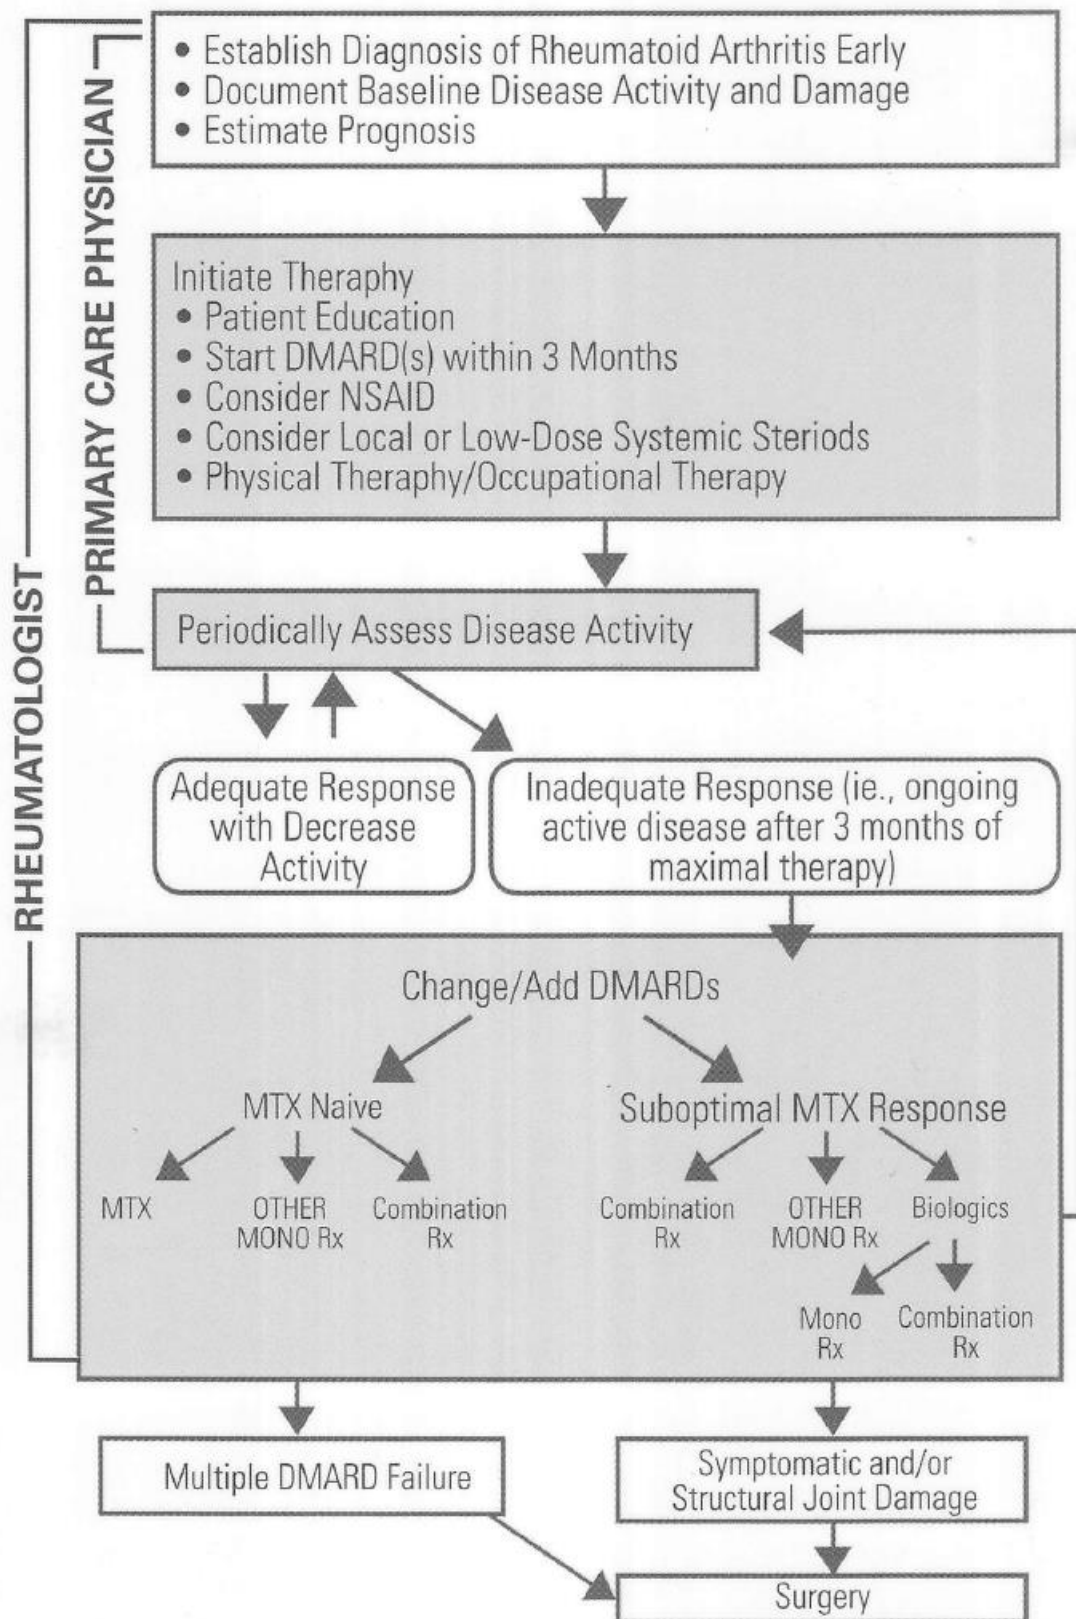 RHEUMATOLOGIST
PRIMARY CARE PHYSICIAN
• Establish Diagnosis of Rheumatoid Arthritis Early
• Document Baseline Disease Activity and Damage
• Estimate Prognosis
Initiate Theraphy
• Patient Education
• Start DMARD(s) within 3 Months
• Consider NSAID
• Consider Local or Low-Dose Systemic Steriods
• Physical Theraphy/Occupational Therapy
Periodically Assess Disease Activity
Adequate Response
with Decrease
Activity
Inadequate Response (ie., ongoing
active disease after 3 months of
maximal therapy)
Change/Add DMARDs
MTX Naive
MTX
OTHER
MONO Rx
Combination
Rx
Suboptimal MTX Response
Combination
Rx
OTHER
MONO Rx
Biologics
Mono
Rx
Combination
Rx
Multiple DMARD Failure
Symptomatic and/or
Structural Joint Damage
Surgery